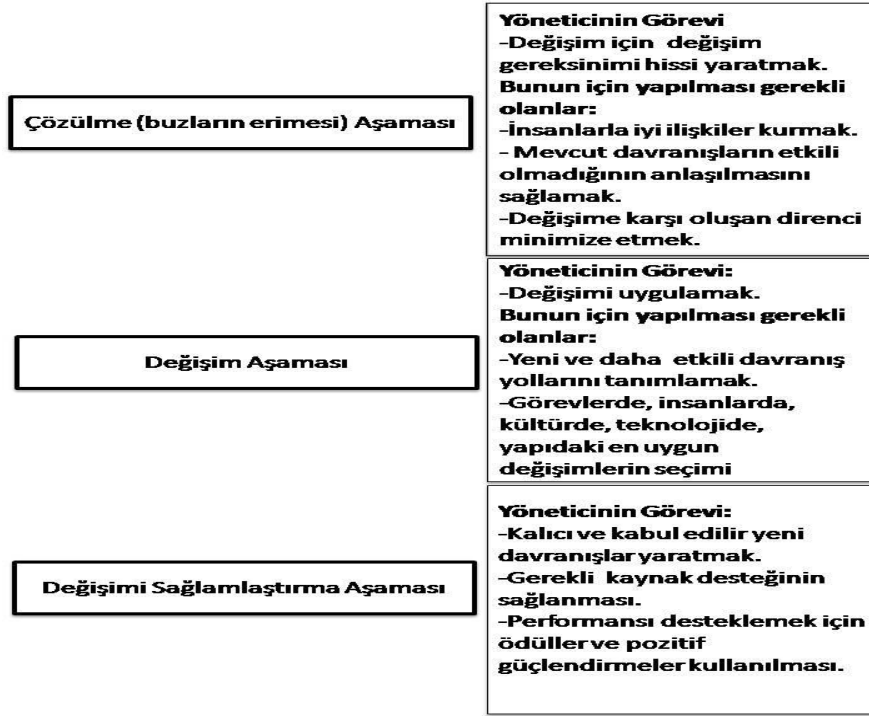 Çözülme (buzların erimesi) Aşaması
Yöneticinin Görevi
-Değişim için değişim
gereksinimi hissi yaratmak.
Bunun için yapılması gerekli
olanlar:
-İnsanlarla iyi ilişkiler kurmak.
- Mevcut davranışların etkili
olmadığının anlaşılmasını
sağlamak.
-Değişime karşı oluşan direnci
minimize etmek.
Değişim Aşaması
Yöneticinin Görevi:
-Değişimi uygulamak.
Bunun için yapılması gerekli
olanlar:
-Yeni ve daha etkili davranış
yollarını tanımlamak.
-Görevlerde, insanlarda,
kültürde, teknolojide,
yapıdaki en uygun
değişimlerin seçimi
Değişimi Sağlamlaştırma Aşaması
Yöneticinin Görevi:
-Kalıcı ve kabul edilir yeni
davranışlar yaratmak.
-Gerekli kaynak desteğinin
sağlanması.
-Performansı desteklemek için
ödüller ve pozitif
güçlendirmeler kullanılması.